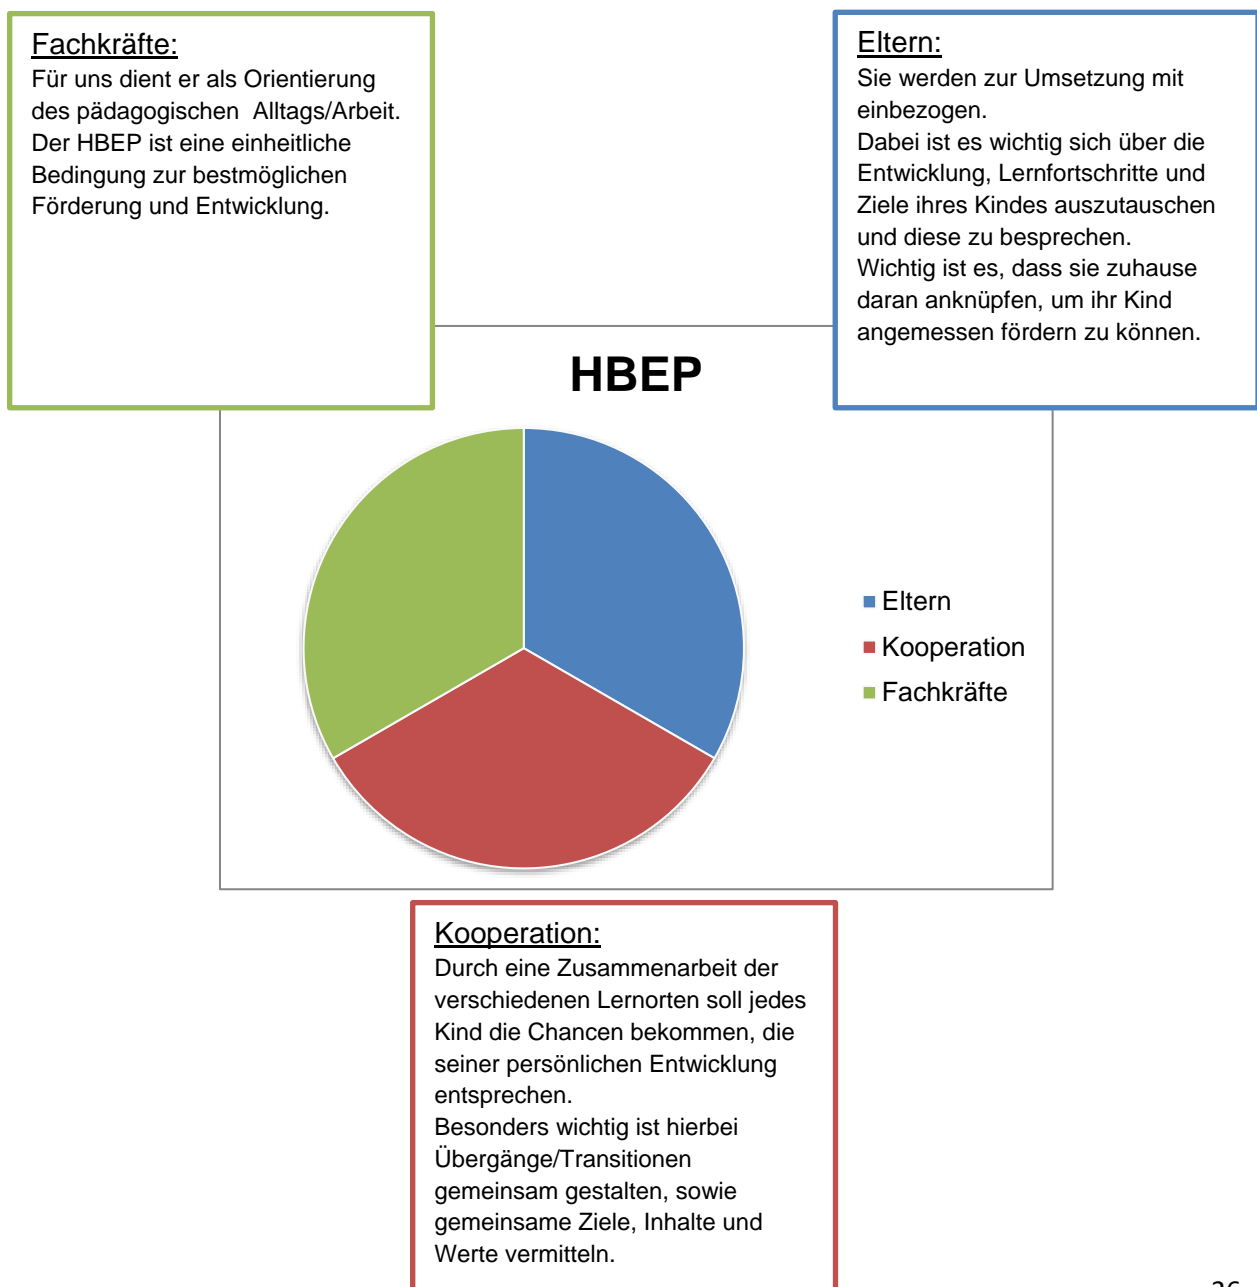 Fachkräfte:
Für uns dient er als Orientierung
des pädagogischen Alltags/Arbeit.
Der HBEP ist eine einheitliche
Bedingung zur bestmöglichen
Förderung und Entwicklung.
Eltern:
Sie werden zur Umsetzung mit
einbezogen.
Dabei ist es wichtig sich über die
Entwicklung, Lernfortschritte und
Ziele ihres Kindes auszutauschen
und diese zu besprechen.
Wichtig ist es, dass sie zuhause
daran anknüpfen, um ihr Kind
angemessen fördern zu können.
HBEP
Eltern
Kooperation
Fachkräfte
Kooperation:
Durch eine Zusammenarbeit der
verschiedenen Lernorten soll jedes
Kind die Chancen bekommen, die
seiner persönlichen Entwicklung
entsprechen.
Besonders wichtig ist hierbei
Übergänge/Transitionen
gemeinsam gestalten, sowie
gemeinsame Ziele, Inhalte und
Werte vermitteln.